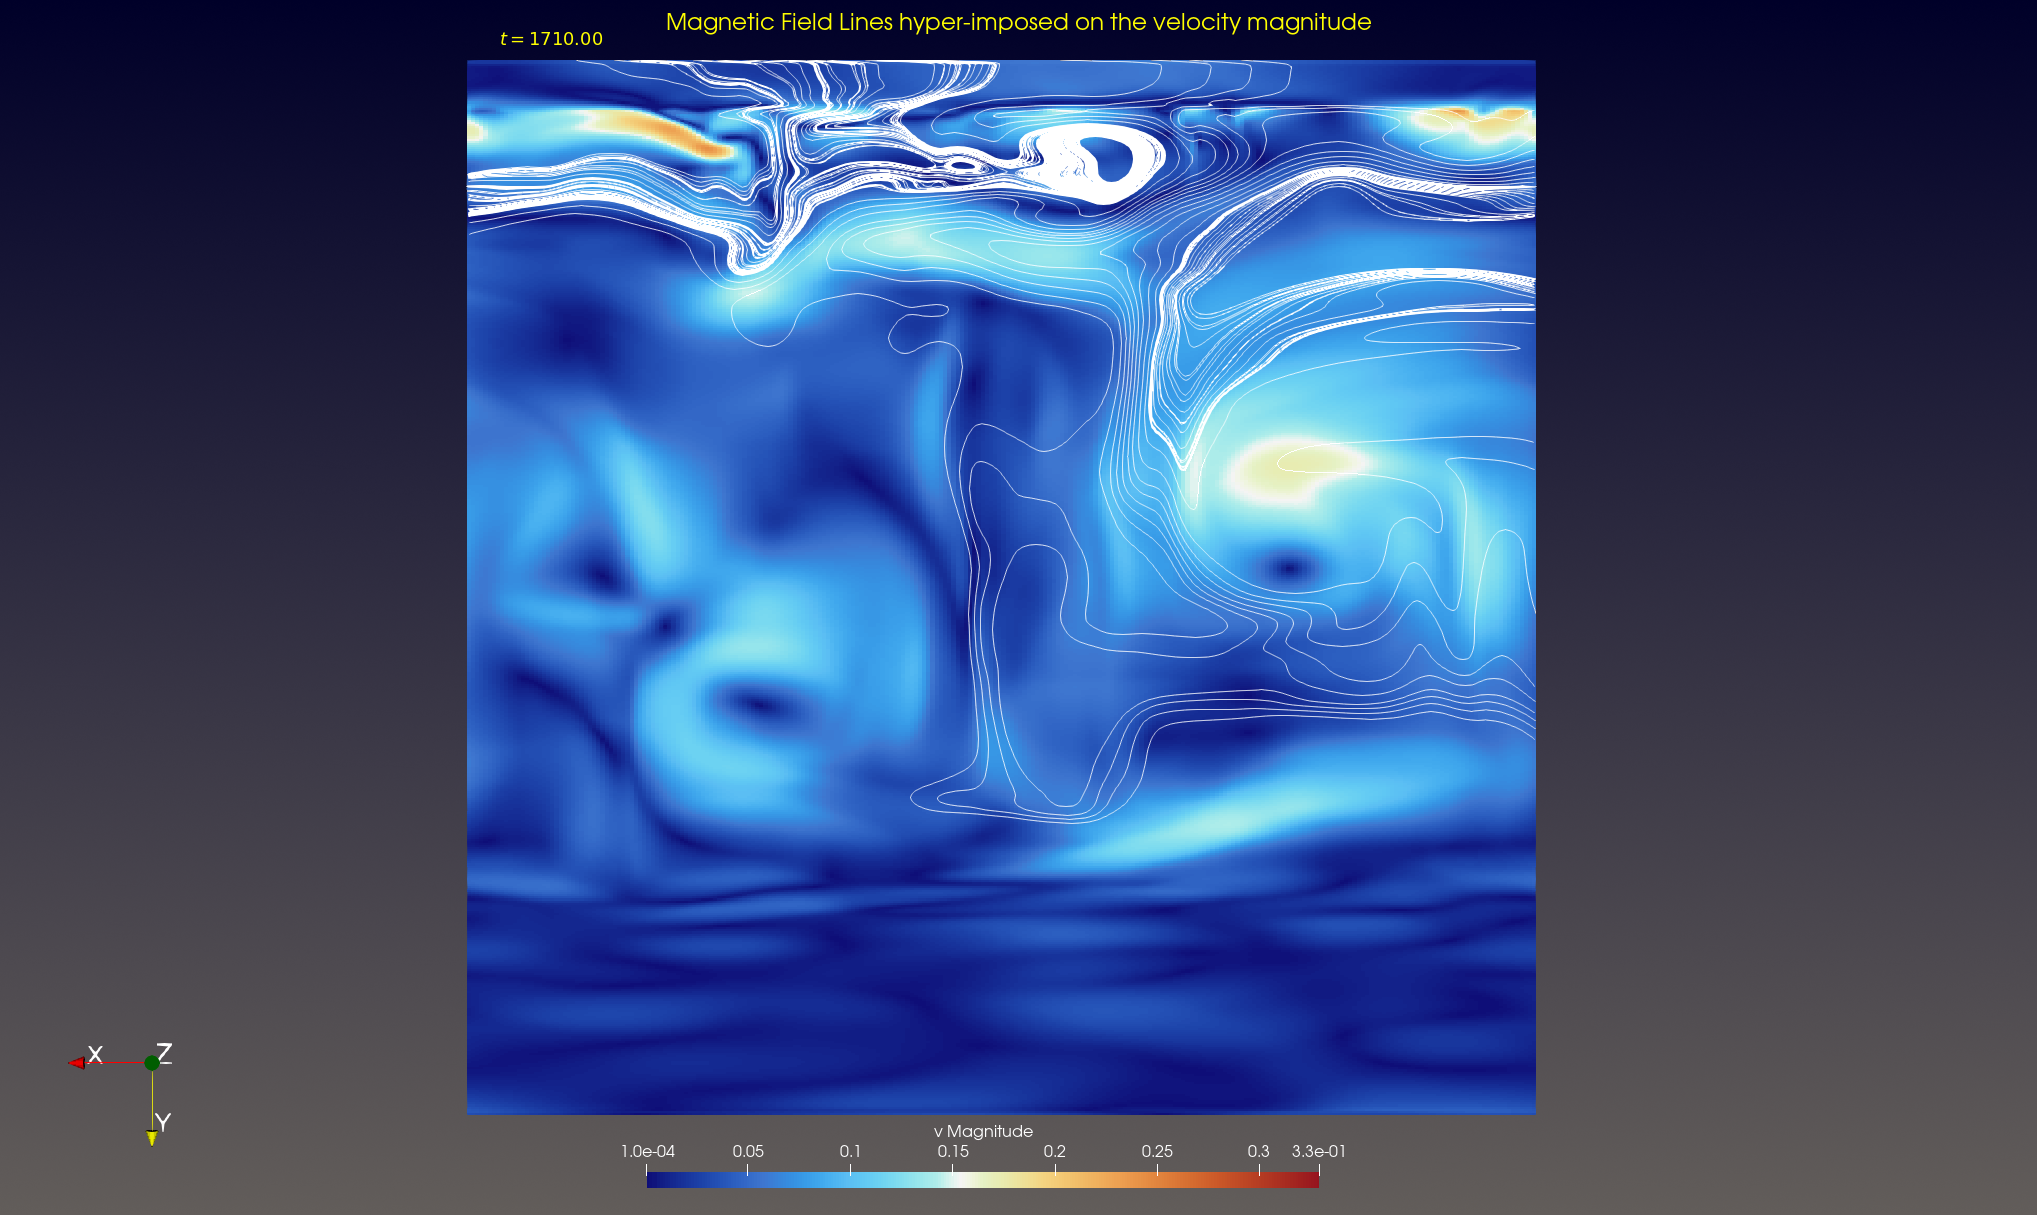 Magnetic Field Lines hyper-imposed on the velocity magnitude
t = 1710.00
X
Z
Y
v Magnitude
1.0e-04 0.05 0.1 0.15 0.2 0.25 0.3 3.3e-01